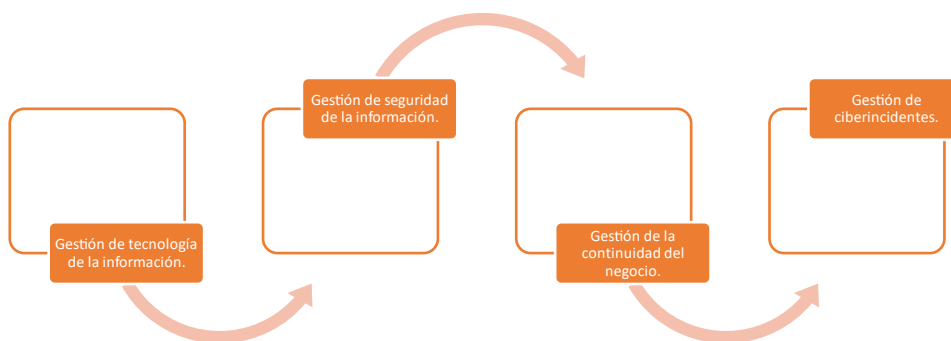 Gestión de tecnología
de la información.
Gestión de seguridad
de la información.
Gestión de la
continuidad del
negocio.
Gestión de
ciberincidentes.